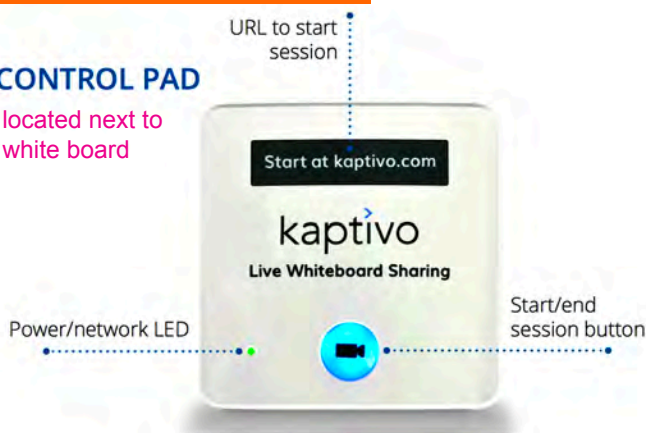 URL to start
session
CONTROL PAD
located next to
white board
Start at kaptivo.com
kaptivo
Live Whiteboard Sharing
Power/network LED
Start/end
session button